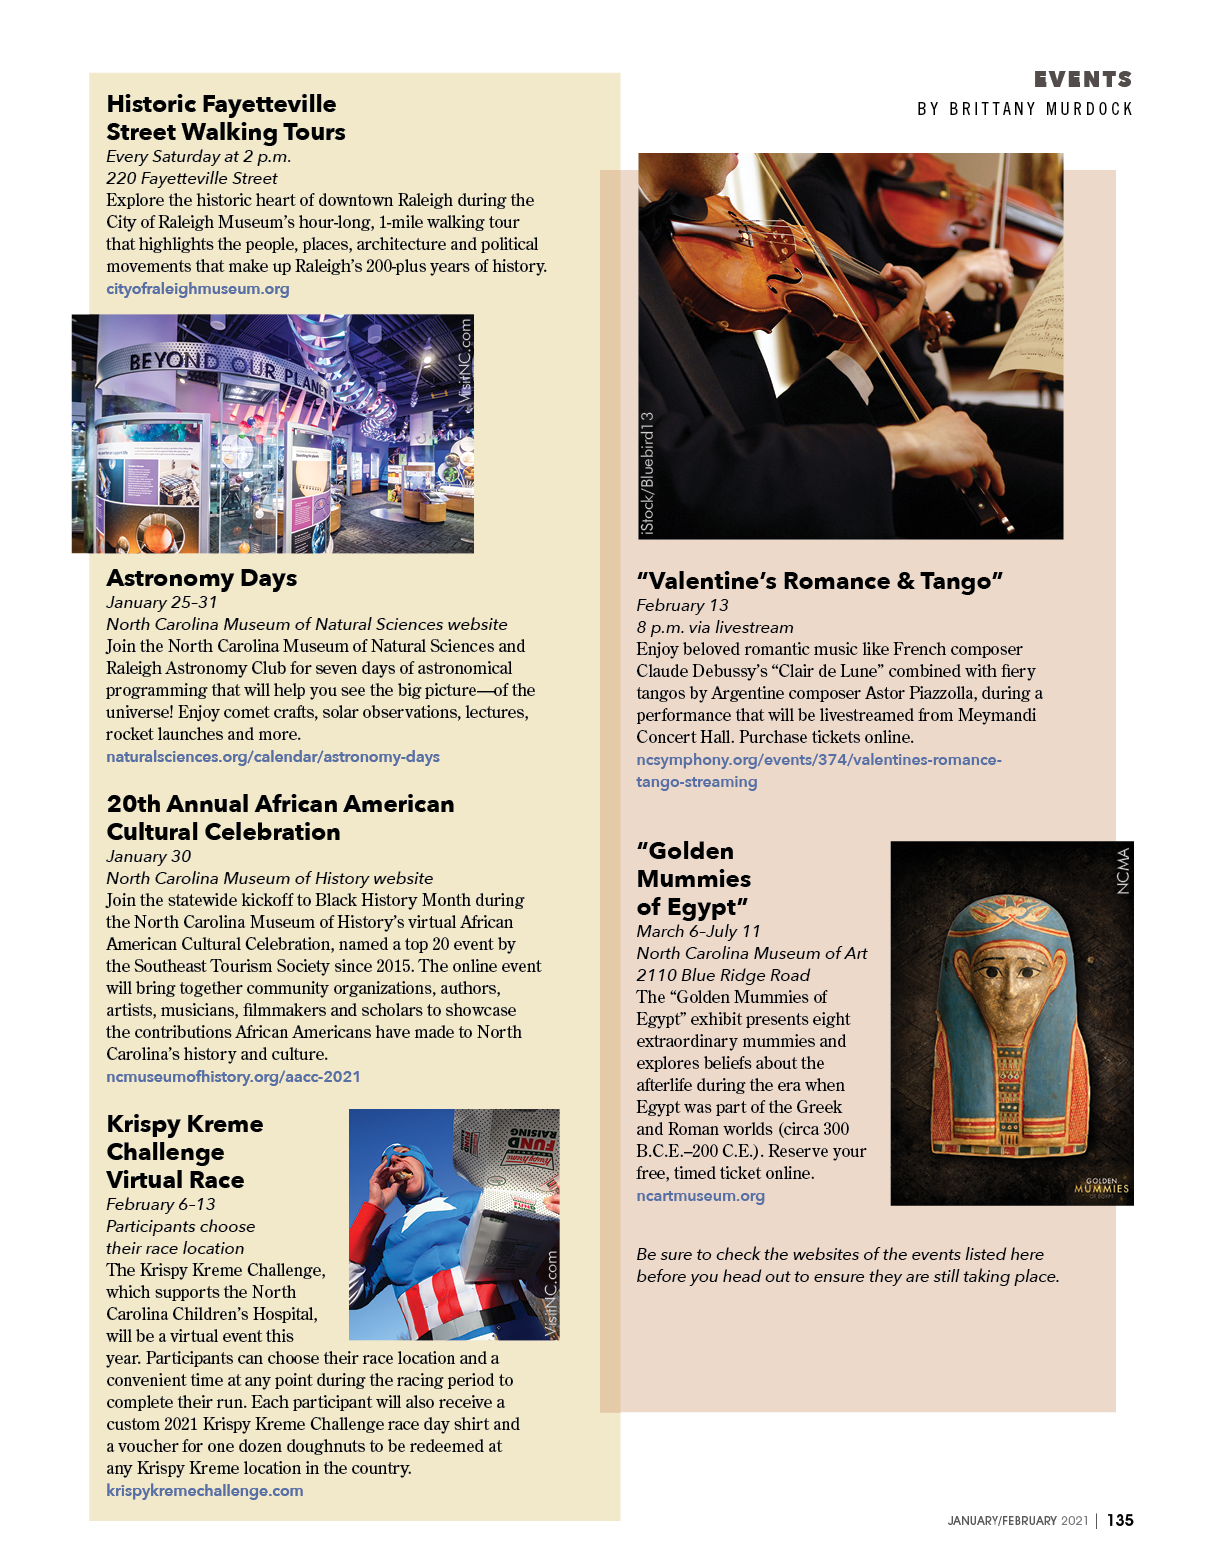 EVENTS
BY BRITTANY MURDOCK
Historic Fayetteville
Street Walking Tours
Every Saturday at 2 p.m.
220 Fayetteville Street
Explore the historic heart of downtown Raleigh during the
City of Raleigh Museum’s hour-long, 1-mile walking tour
that highlights the people, places, architecture and political
movements that make up Raleigh’s 200-plus years of history.
cityofraleighmuseum.org
BEYOND OUR PLANET
VisitNC.com
Astronomy Days
January 25–31
North Carolina Museum of Natural Sciences website
Join the North Carolina Museum of Natural Sciences and
Raleigh Astronomy Club for seven days of astronomical
programming that will help you see the big picture—of the
universe! Enjoy comet crafts, solar observations, lectures,
rocket launches and more.
naturalsciences.org/calendar/astronomy-days
20th Annual African American
Cultural Celebration
January 30
North Carolina Museum of History website
Join the statewide kickoff to Black History Month during
the North Carolina Museum of History’s virtual African
American Cultural Celebration, named a top 20 event by
the Southeast Tourism Society since 2015. The online event
will bring together community organizations, authors,
artists, musicians, filmmakers and scholars to showcase
the contributions African Americans have made to North
Carolina’s history and culture.
ncmuseumofhistory.org/aacc-2021
Krispy Kreme
Challenge
Virtual Race
February 6–13
Participants choose
their race location
The Krispy Kreme Challenge,
which supports the North
Carolina Children’s Hospital,
will be a virtual event this
year. Participants can choose their race location and a
convenient time at any point during the racing period to
complete their run. Each participant will also receive a
custom 2021 Krispy Kreme Challenge race day shirt and
a voucher for one dozen doughnuts to be redeemed at
any Krispy Kreme location in the country.
krispykremechallenge.com
Krispy Kreme
FUND
RAISING
VisitNC.com
iStock/Bluebird13
“Valentine’s Romance & Tango”
February 13
8 p.m. via livestream
Enjoy beloved romantic music like French composer
Claude Debussy’s “Clair de Lune” combined with fiery
tangos by Argentine composer Astor Piazzolla, during a
performance that will be livestreamed from Meymandi
Concert Hall. Purchase tickets online.
ncsymphony.org/events/374/valentines-romance-
tango-streaming
“Golden
Mummies
of Egypt”
March 6–July 11
North Carolina Museum of Art
2110 Blue Ridge Road
The “Golden Mummies of
Egypt” exhibit presents eight
extraordinary mummies and
explores beliefs about the
afterlife during the era when
Egypt was part of the Greek
and Roman worlds (circa 300
B.C.E.–200 C.E.). Reserve your
free, timed ticket online.
ncartmuseum.org
NCMA
GOLDEN
MUMMIES
OF EGYPT
Be sure to check the websites of the events listed here
before you head out to ensure they are still taking place.
JANUARY/FEBRUARY 2021 | 135